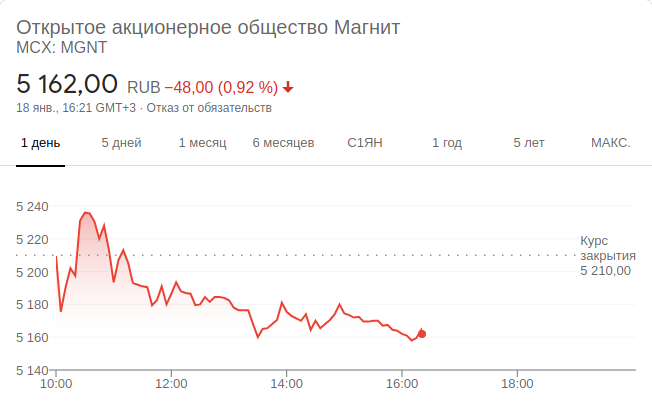 Открытое акционерное общество Магнит
MCX: MGNT
5 162,00 RUB −48,00 (0,92 %)
18 янв., 16:21 GMT+3 · Отказ от обязательств
1 день 5 дней 1 месяц 6 месяцев С1ЯН 1 год 5 лет МАКС.
5 240
5 220
5 200
5 180
5 160
5 140
Курс
закрытия
5 210,00
10:00 12:00 14:00 16:00 18:00